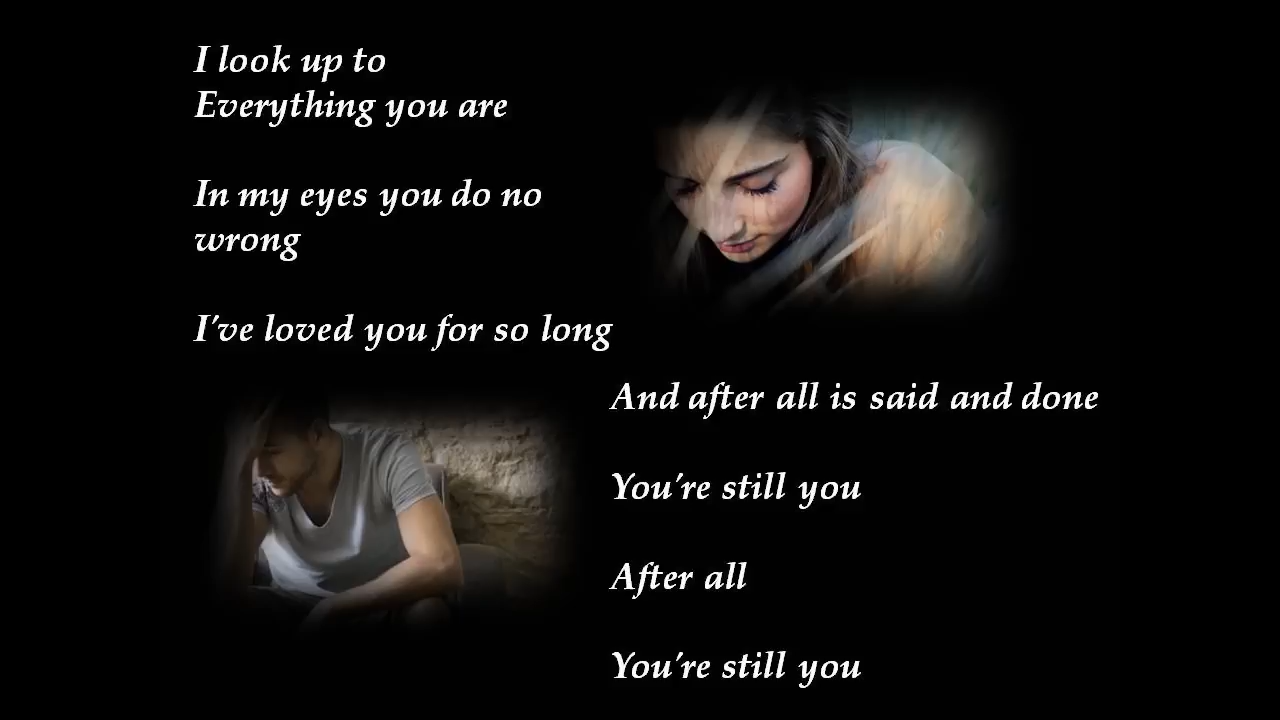 I look up to
Everything you are
In my eyes you do no
wrong
I've loved you for so long
And after all is said and done
You're still you
After all
You're still you